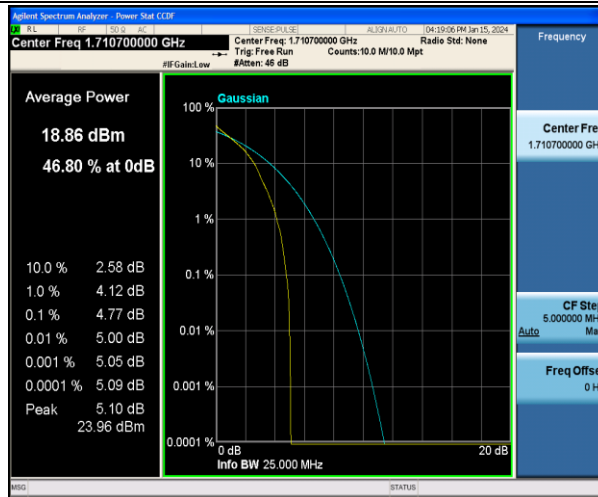 Agilent Spectrum Analyzer - Power Stat CCDF
RL RF 50 Ω AC SENSE:PULSE ALIGN AUTO 04:19:06 PM Jan 15, 2024
Center Freq 1.710700000 GHz
Center Freq: 1.710700000 GHz Radio Std: None
Trig: Free Run Counts:10.0 M/10.0 Mpt
#IFGain:Low #Atten: 46 dB
Frequency
Average Power
18.86 dBm
46.80 % at 0dB
10.0 % 2.58 dB
1.0 % 4.12 dB
0.1 % 4.77 dB
0.01 % 5.00 dB
0.001 % 5.05 dB
0.0001 % 5.09 dB
Peak 5.10 dB
23.96 dBm
Gaussian
100 %
10 %
1 %
0.1 %
0.01 %
0.001 %
0.0001 %
0 dB 20 dB
Info BW 25.000 MHz
Center Fre
1.710700000 GH
CF Ste
5.000000 MH
Auto Ma
Freq Offse
0 H
MSG STATUS